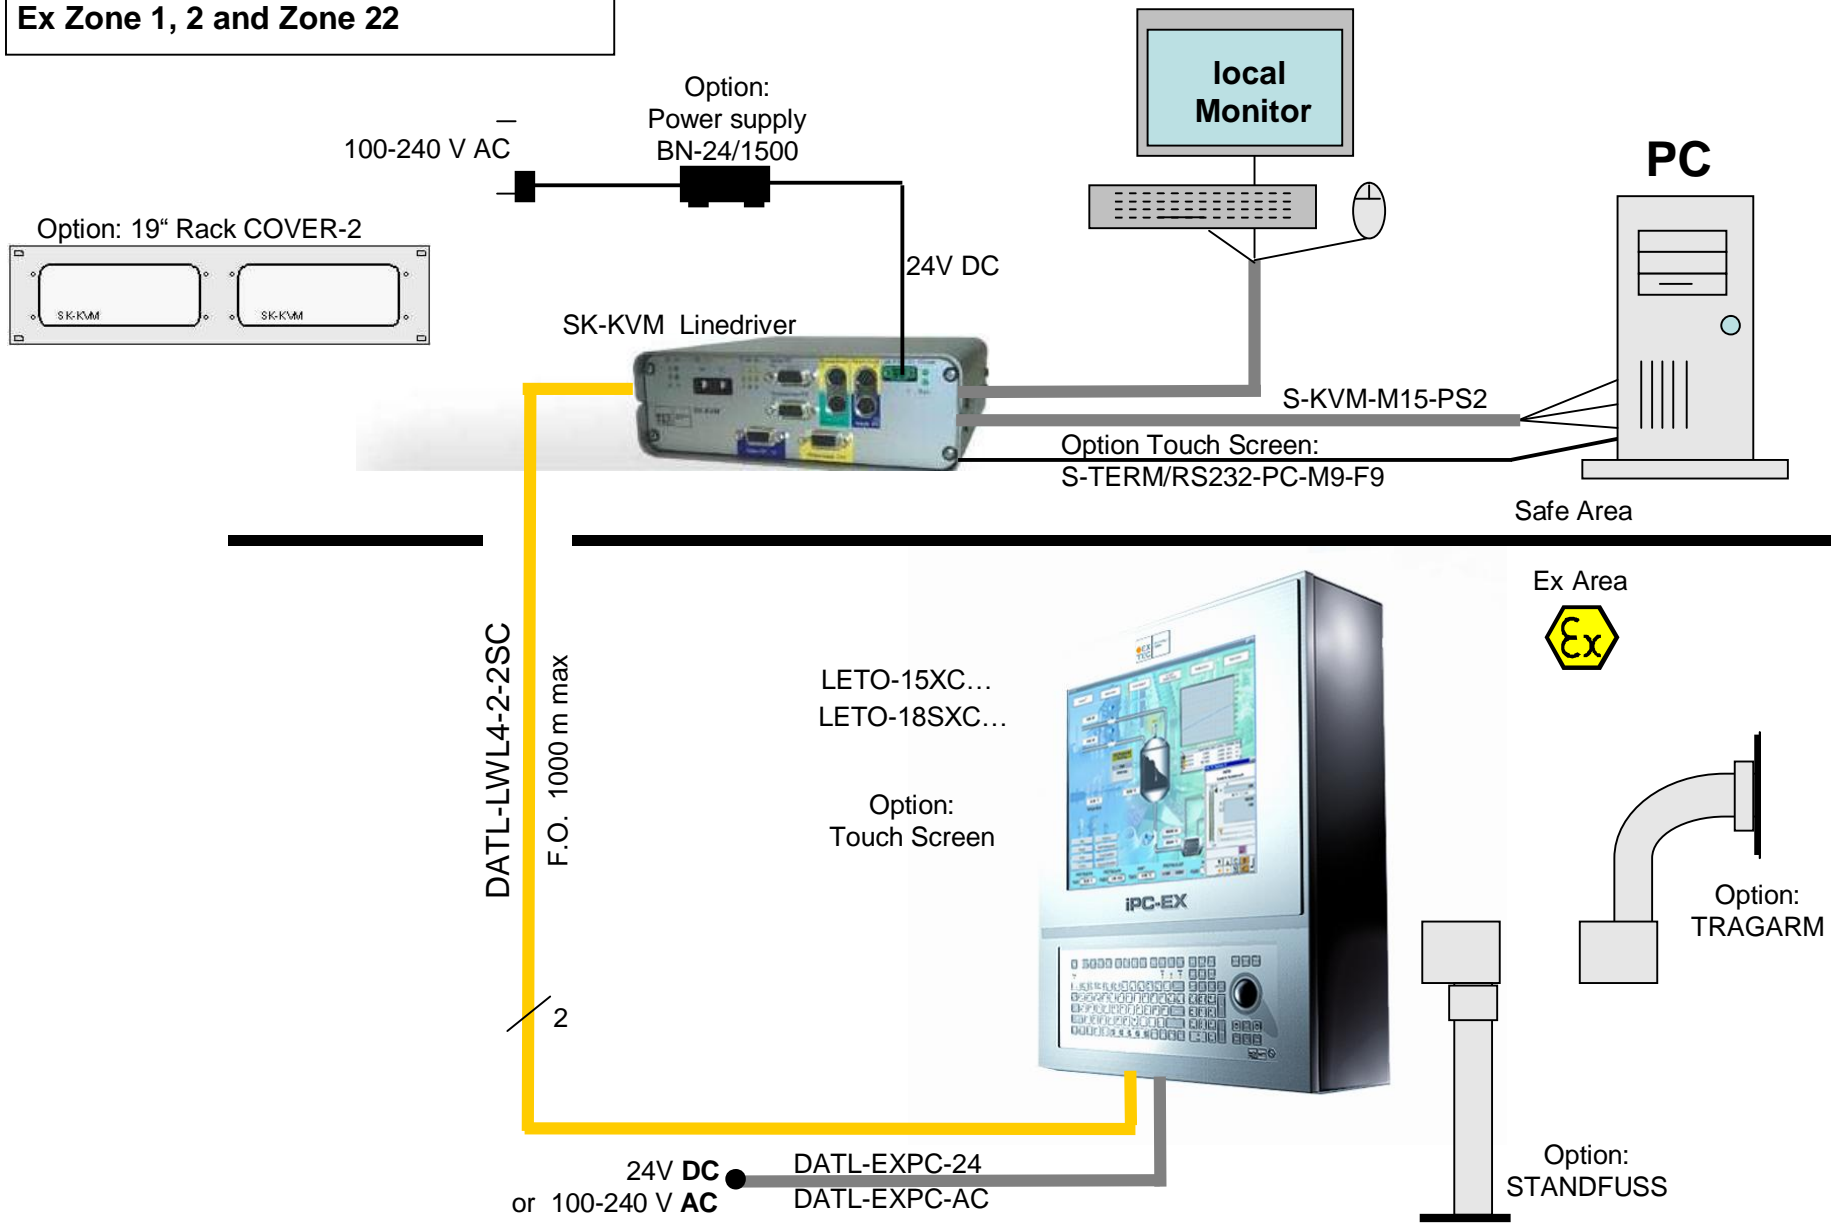 Ex Zone 1, 2 and Zone 22
Option:
Power supply
BN-24/1500
100-240 V AC
local
Monitor
PC
Option: 19“ Rack COVER-2
SK-KVM
SK-KVM
24V DC
SK-KVM Linedriver
S-KVM-M15-PS2
Option Touch Screen:
S-TERM/RS232-PC-M9-F9
Safe Area
Ex Area
Ex
DATL-LWL4-2-2SC
F.O. 1000 m max
LETO-15XC…
LETO-18SXC…
Option:
Touch Screen
iPC-EX
Option:
TRAGARM
2
24V DC
or 100-240 V AC
DATL-EXPC-24
DATL-EXPC-AC
Option:
STANDFUSS